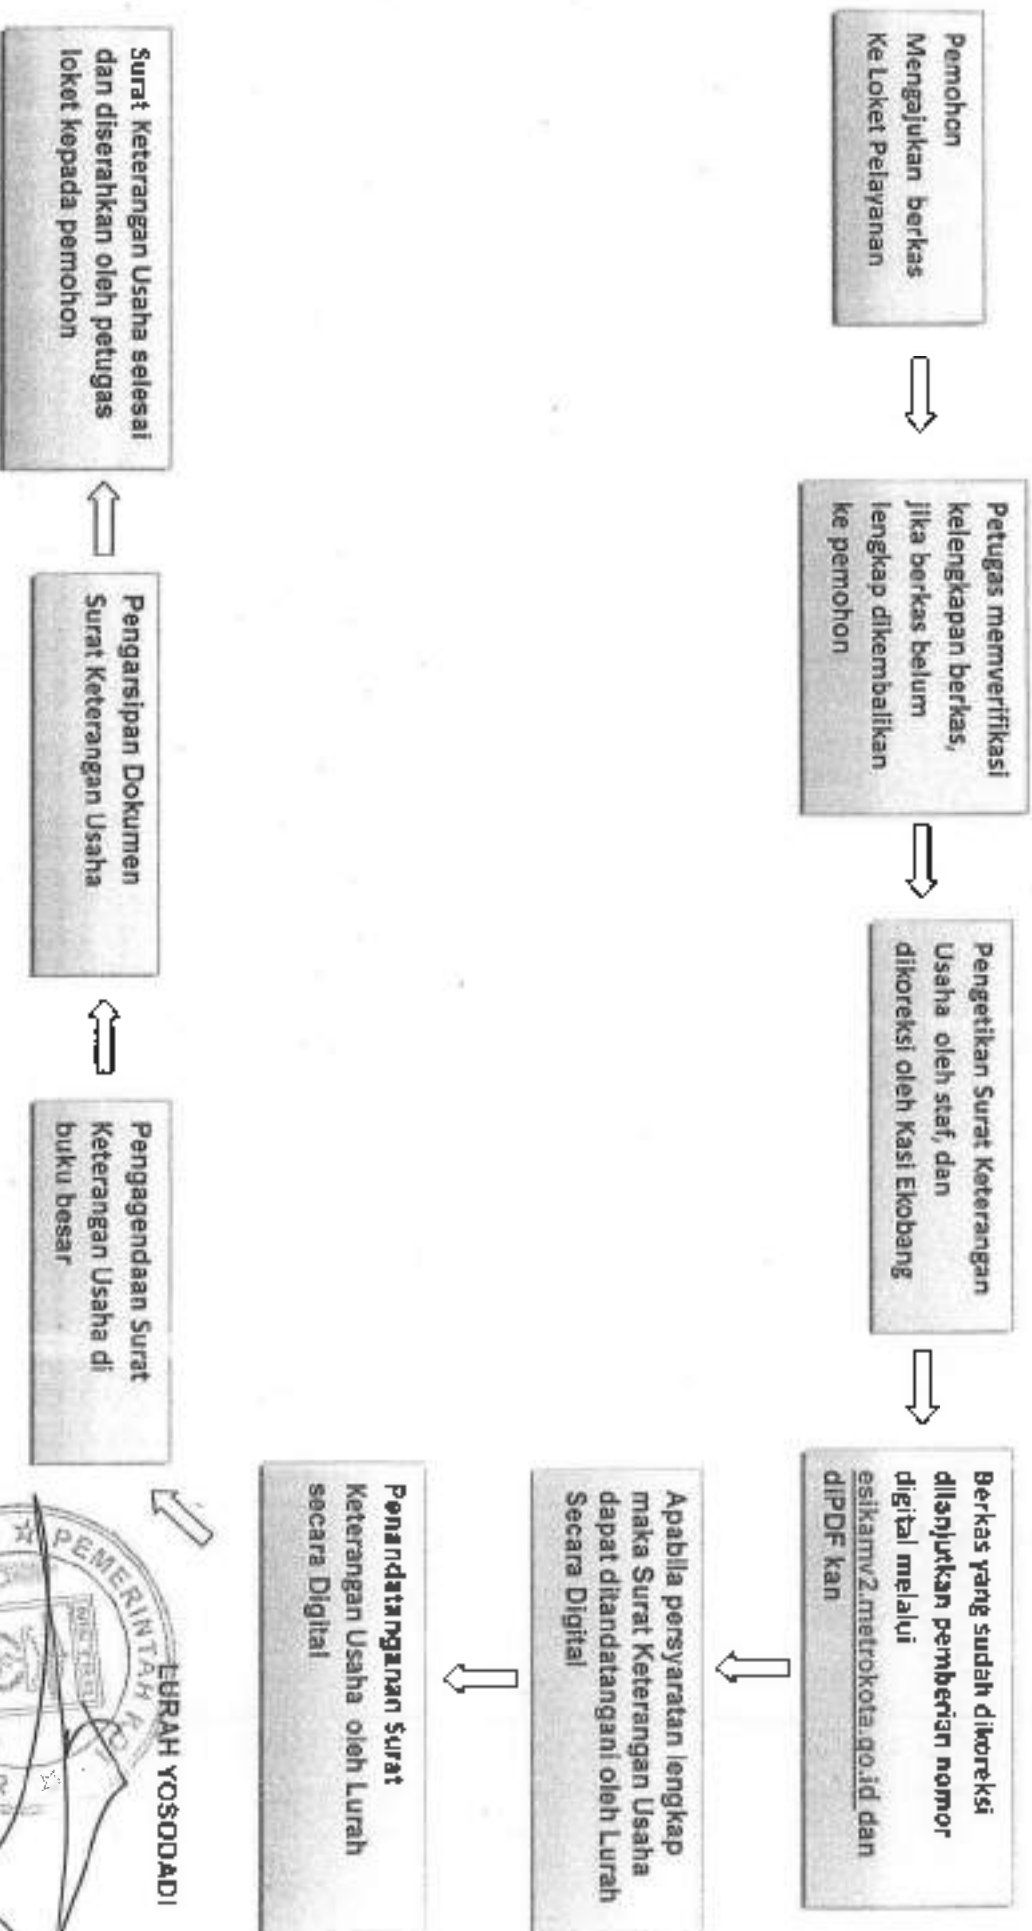 Pemohon
Mengajukan berkas
Ke Loket Pelayanan
Petugas memverifikasi
kelengkapan berkas,
jika berkas belum
lengkap dikembalikan
ke pemohon
Pengetikan Surat Keterangan
Usaha oleh staf, dan
dikoreksi oleh Kasi Ekobang
Berkas yang sudah dikoreksi
dilanjutkan pemberian nomor
digital melalui
esikamv2.metrokota.go.id dan
diPDF kan
Apabila persyaratan lengkap
maka Surat Keterangan Usaha
dapat ditandatangani oleh Lurah
Secara Digital
Penandatanganan Surat
Keterangan Usaha oleh Lurah
secara Digital
Pengagendaan Surat
Keterangan Usaha di
buku besar
Pengarsipan Dokumen
Surat Keterangan Usaha
Surat Keterangan Usaha selesai
dan diserahkan oleh petugas
loket kepada pemohon
LURAH YOSODADI
PEMERINTAH KO
METRO